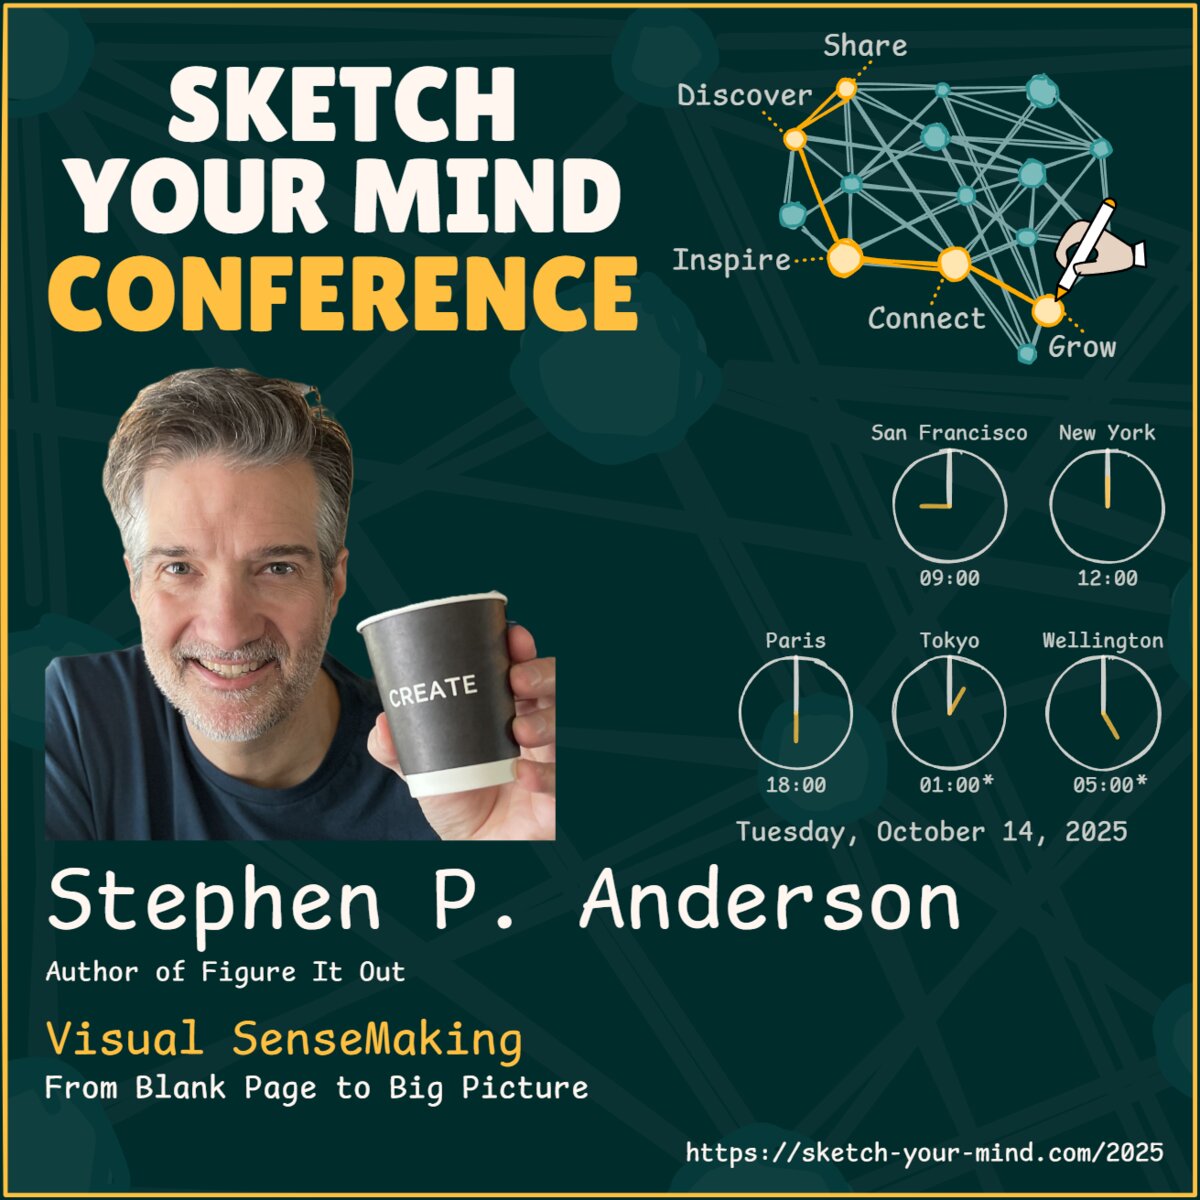 SKETCH
YOUR MIND
CONFERENCE
Share
Discover
Inspire
Connect
Grow
San Francisco
New York
09:00
12:00
Paris
Tokyo
Wellington
18:00
01:00*
05:00*
Tuesday, October 14, 2025
CREATE
Stephen P. Anderson
Author of Figure It Out
Visual SenseMaking
From Blank Page to Big Picture
https://sketch-your-mind.com/2025